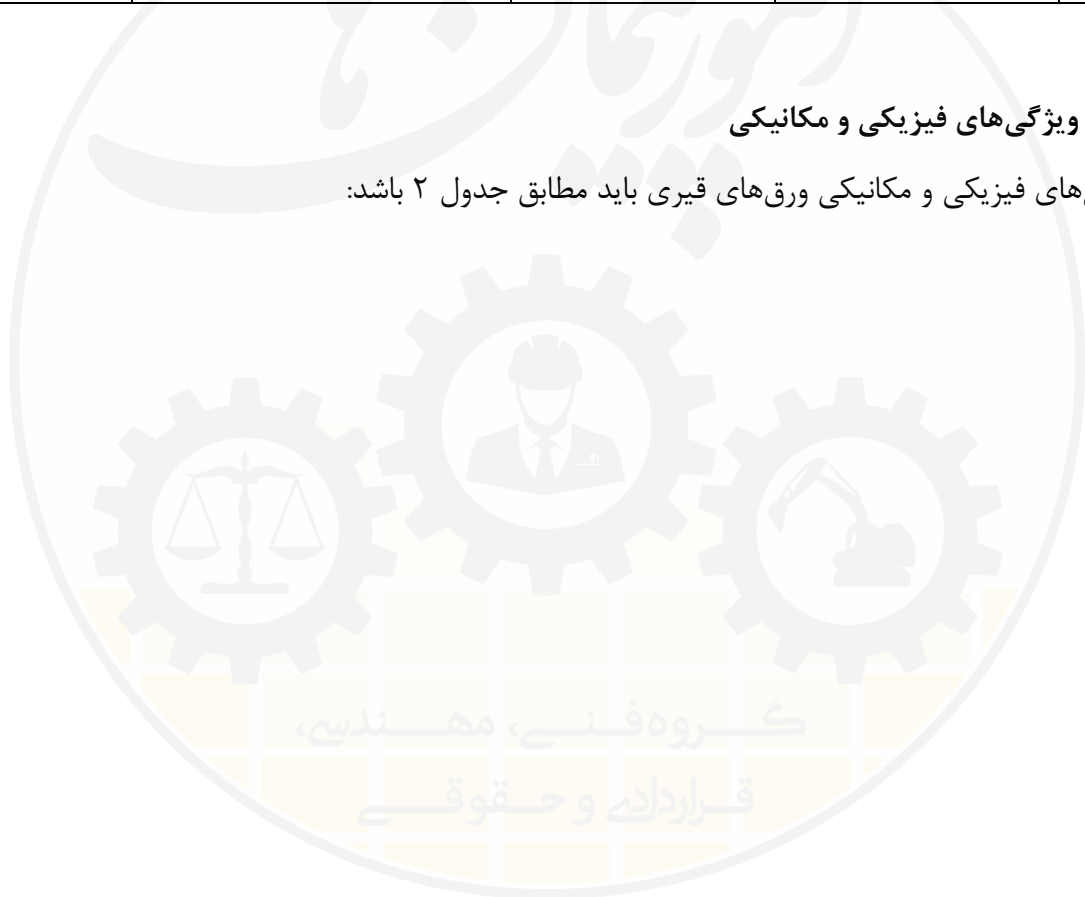 ویژگی‌های فیزیکی و مکانیکی
های فیزیکی و مکانیکی ورق‌های قیری باید مطابق جدول ۲ باشد:
گروه فنی، مهندسی،
قراردادی و حقوقی